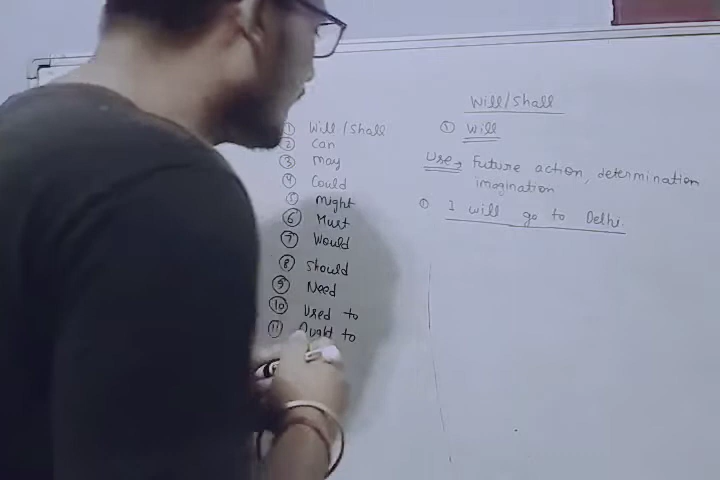 ① Will / Shall
② Can
③ may
④ Could
⑤ might
⑥ Must
⑦ Would
⑧ Should
⑨ Need
⑩ Used to
⑪ Ought to
Will/Shall
① Will
Use → Future action, determination
imagination
① I will go to Delhi.